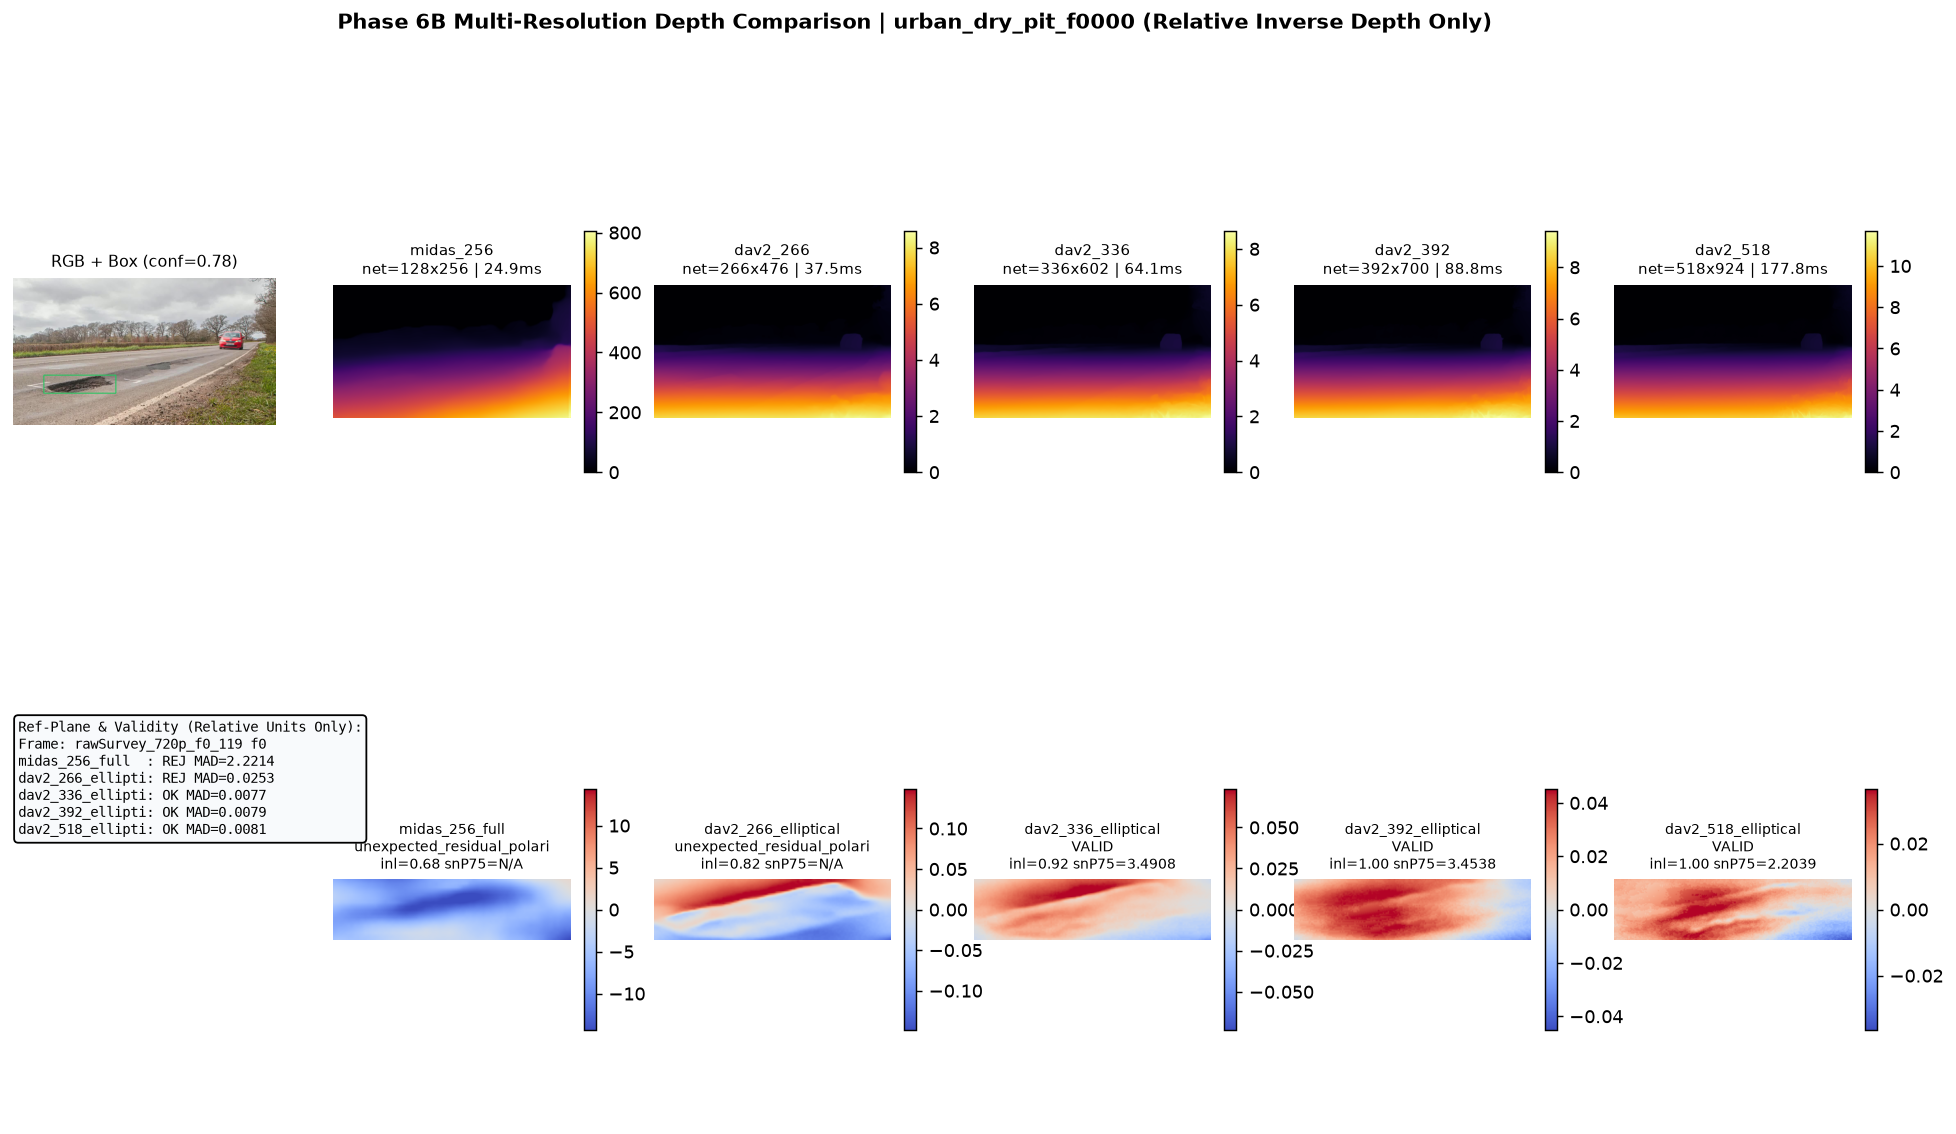 Phase 6B Multi-Resolution Depth Comparison | urban_dry_pit_f0000 (Relative Inverse Depth Only)
RGB + Box (conf=0.78)
midas_256
net=128x256 | 24.9ms
800
600
400
200
0
dav2_266
net=266x476 | 37.5ms
8
6
4
2
0
dav2_336
net=336x602 | 64.1ms
8
6
4
2
0
dav2_392
net=392x700 | 88.8ms
8
6
4
2
0
dav2_518
net=518x924 | 177.8ms
10
8
6
4
2
0
Ref-Plane & Validity (Relative Units Only):
Frame: rawSurvey_720p_f0_119 f0
midas_256_full  : REJ MAD=2.2214
dav2_266_ellipti: REJ MAD=0.0253
dav2_336_ellipti: OK MAD=0.0077
dav2_392_ellipti: OK MAD=0.0079
dav2_518_ellipti: OK MAD=0.0081
midas_256_full
unexpected_residual_polari
inl=0.68 snP75=N/A
10
5
0
−5
−10
dav2_266_elliptical
unexpected_residual_polari
inl=0.82 snP75=N/A
0.10
0.05
0.00
−0.05
−0.10
dav2_336_elliptical
VALID
inl=0.92 snP75=3.4908
0.050
0.025
0.000
−0.025
−0.050
dav2_392_elliptical
VALID
inl=1.00 snP75=3.4538
0.04
0.02
0.00
−0.02
−0.04
dav2_518_elliptical
VALID
inl=1.00 snP75=2.2039
0.02
0.00
−0.02